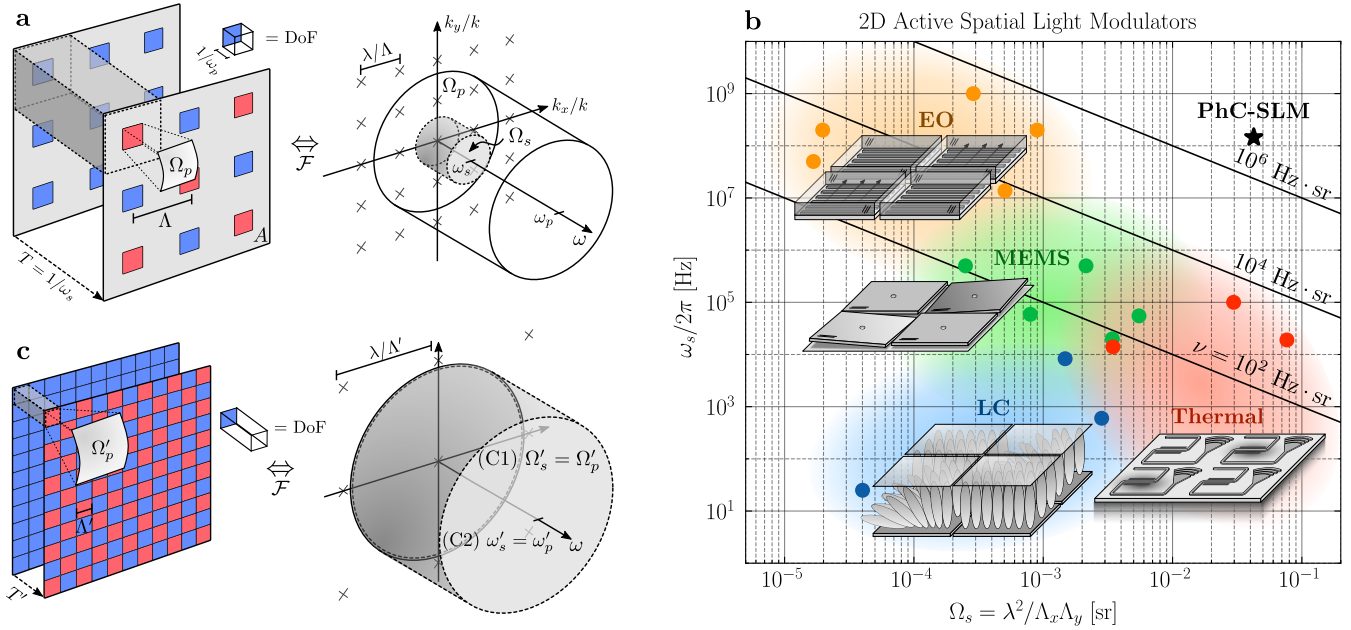 a
1/ω_p
= DoF
Ω_p
Λ
A
T = 1/ω_s
⇔
F
λ/Λ
k_y/k
Ω_p
k_x/k
Ω_s
ω_s
ω_p
ω
b
2D Active Spatial Light Modulators
PhC-SLM
EO
10^6 Hz · sr
MEMS
10^4 Hz · sr
ν = 10^2 Hz · sr
LC
Thermal
10^9
10^7
10^5
10^3
10^1
ω_s/2π [Hz]
10^-5
10^-4
10^-3
10^-2
10^-1
Ω_s = λ^2/Λ_xΛ_y [sr]
c
Ω′_p
= DoF
Λ′
T′
⇔
F
λ/Λ′
(C1) Ω′_s = Ω′_p
(C2) ω′_s = ω′_p
ω